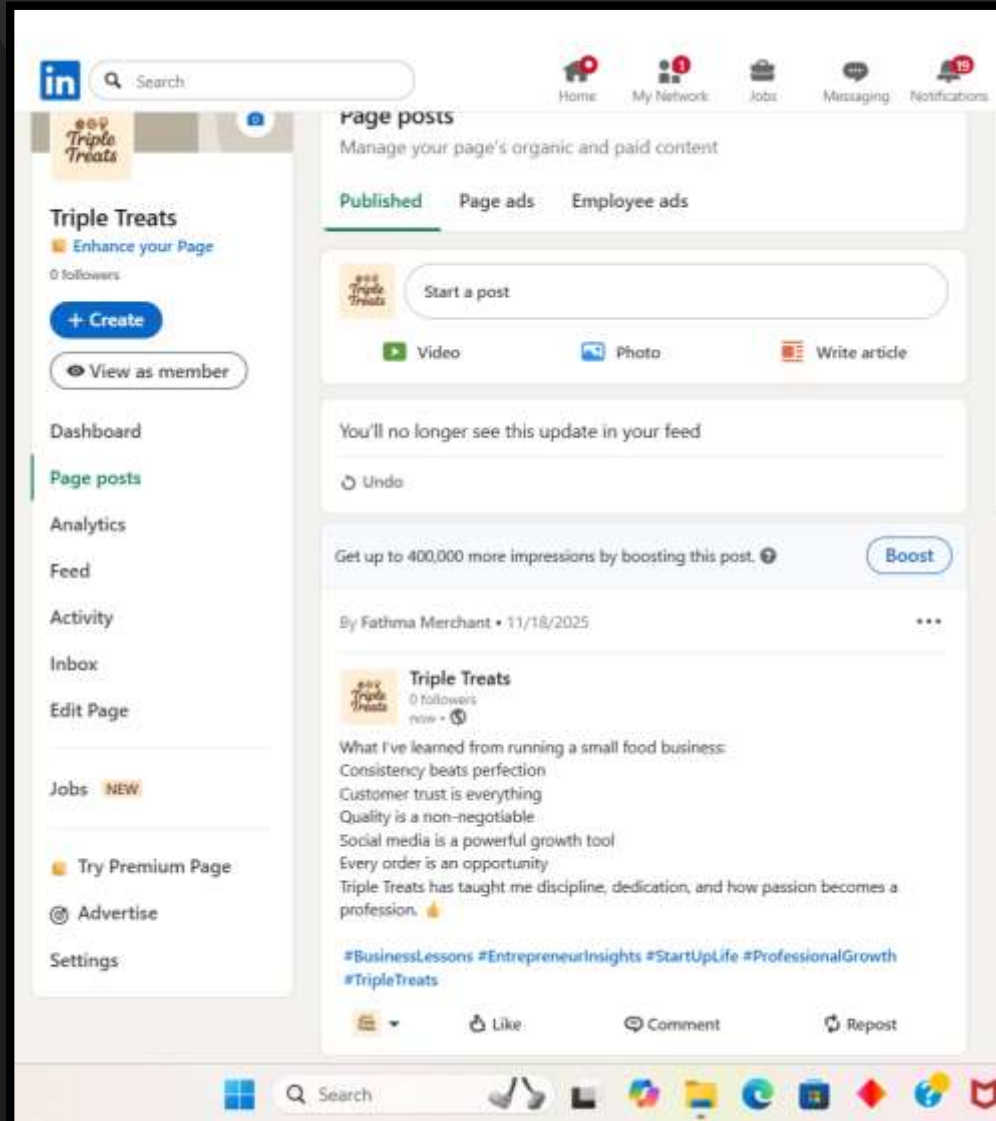 in
Search
Home
My Network
1
Jobs
Messaging
Notifications
19
Triple
Treats
Triple Treats
Enhance your Page
0 followers
+ Create
View as member
Dashboard
Page posts
Analytics
Feed
Activity
Inbox
Edit Page
Jobs NEW
Try Premium Page
Advertise
Settings
Page posts
Manage your page's organic and paid content
Published Page ads Employee ads
Triple
Treats
Start a post
Video Photo Write article
You'll no longer see this update in your feed
Undo
Get up to 400,000 more impressions by boosting this post.
Boost
By Fathma Merchant • 11/18/2025
Triple
Treats
Triple Treats
0 followers
now •
What I've learned from running a small food business:
Consistency beats perfection
Customer trust is everything
Quality is a non-negotiable
Social media is a powerful growth tool
Every order is an opportunity
Triple Treats has taught me discipline, dedication, and how passion becomes a
profession. 👍
#BusinessLessons #EntrepreneurInsights #StartUpLife #ProfessionalGrowth
#TripleTreats
Like Comment Repost
Search